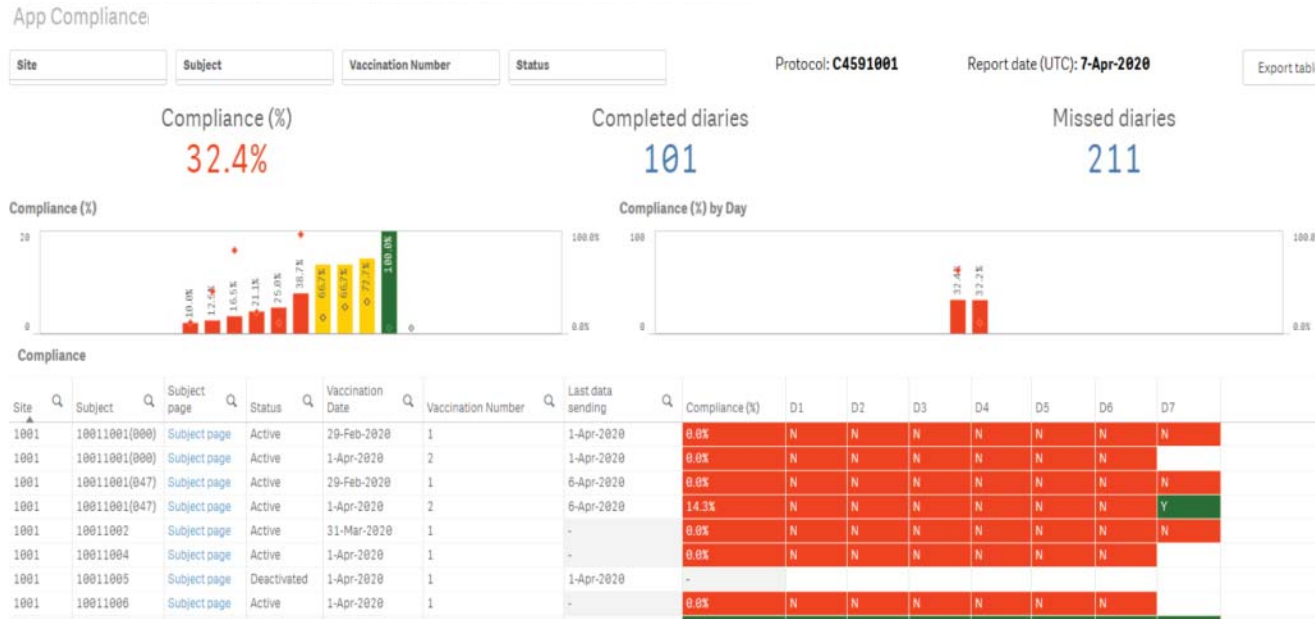 App Compliance
Site Subject Vaccination Number Status Protocol: C4591001 Report date (UTC): 7-Apr-2020 Export tabl
Compliance (%) Completed diaries Missed diaries
32.4% 101 211
Compliance (%) Compliance (%) by Day
20 100.0% 100 100.0
10.0% 12.5% 16.5% 21.1% 25.0% 38.7% 66.7% 66.7% 72.7% 100.0% 32.4% 32.2%
0 0.0% 0 0.0%
Compliance
Site Subject Subject page Status Vaccination Date Vaccination Number Last data sending Compliance (%) D1 D2 D3 D4 D5 D6 D7
1001 10011001(000) Subject page Active 29-Feb-2020 1 1-Apr-2020 0.0% N N N N N N N
1001 10011001(000) Subject page Active 1-Apr-2020 2 1-Apr-2020 0.0% N N N N N N
1001 10011001(047) Subject page Active 29-Feb-2020 1 6-Apr-2020 0.0% N N N N N N N
1001 10011001(047) Subject page Active 1-Apr-2020 2 6-Apr-2020 14.3% N N N N N N Y
1001 10011002 Subject page Active 31-Mar-2020 1 - 0.0% N N N N N N N
1001 10011004 Subject page Active 1-Apr-2020 1 - 0.0% N N N N N N
1001 10011005 Subject page Deactivated 1-Apr-2020 1 1-Apr-2020 -
1001 10011006 Subject page Active 1-Apr-2020 1 - 0.0% N N N N N N